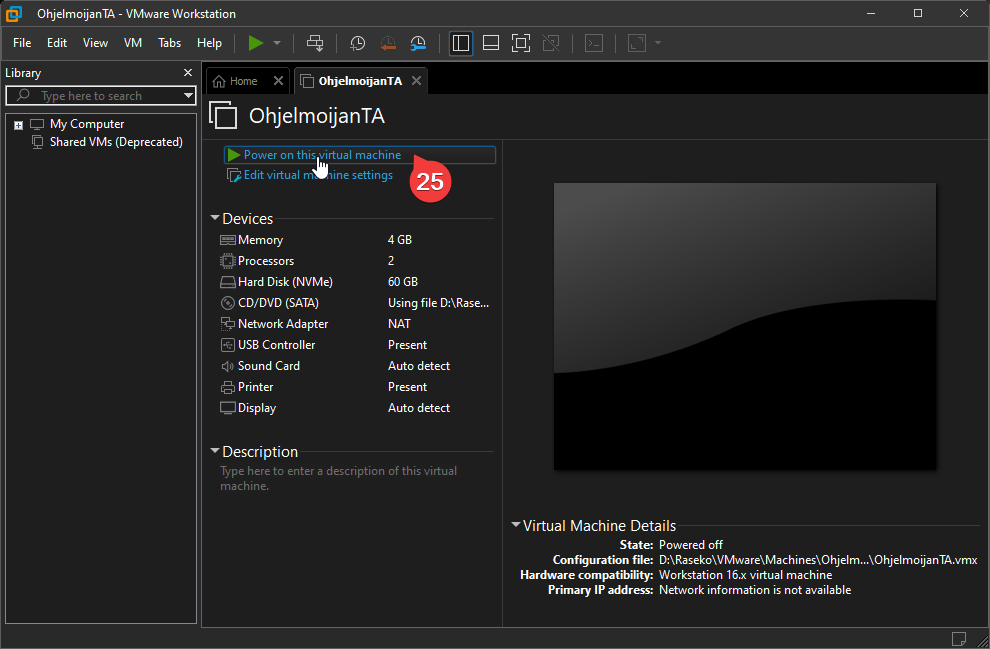 OhjelmoijanTA - VMware Workstation
File Edit View VM Tabs Help
Library
Type here to search
My Computer
Shared VMs (Deprecated)
Home
OhjelmoijanTA
OhjelmoijanTA
Power on this virtual machine
Edit virtual machine settings
25
Devices
Memory 4 GB
Processors 2
Hard Disk (NVMe) 60 GB
CD/DVD (SATA) Using file D:\Rase...
Network Adapter NAT
USB Controller Present
Sound Card Auto detect
Printer Present
Display Auto detect
Description
Type here to enter a description of this virtual
machine.
Virtual Machine Details
State: Powered off
Configuration file: D:\Raseko\VMware\Machines\Ohjelm...\OhjelmoijanTA.vmx
Hardware compatibility: Workstation 16.x virtual machine
Primary IP address: Network information is not available